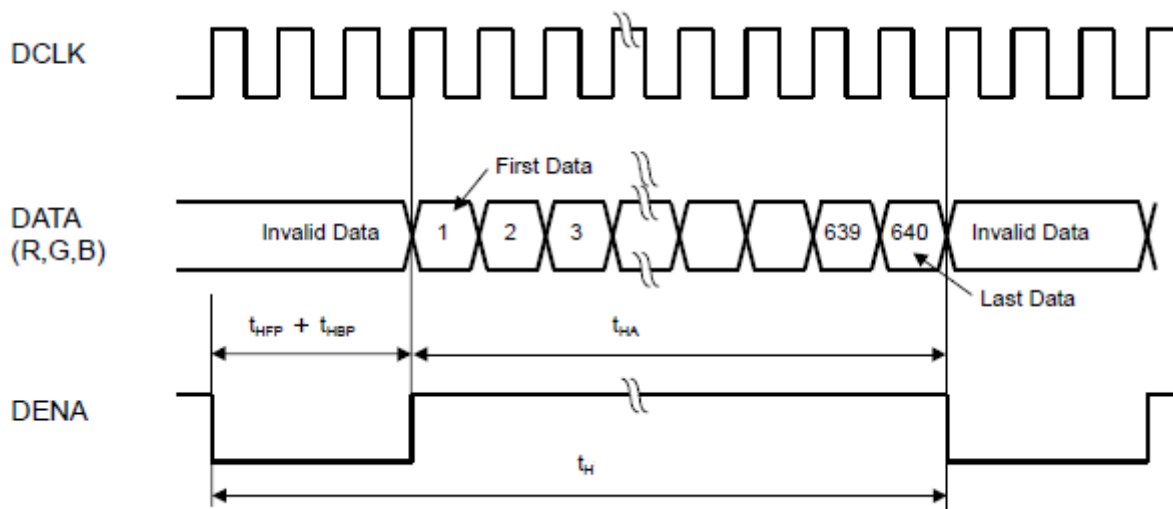 DCLK
First Data
DATA
(R,G,B)
Invalid Data 1 2 3 639 640 Invalid Data
Last Data
tHFP + tHBP tHA
DENA
tH